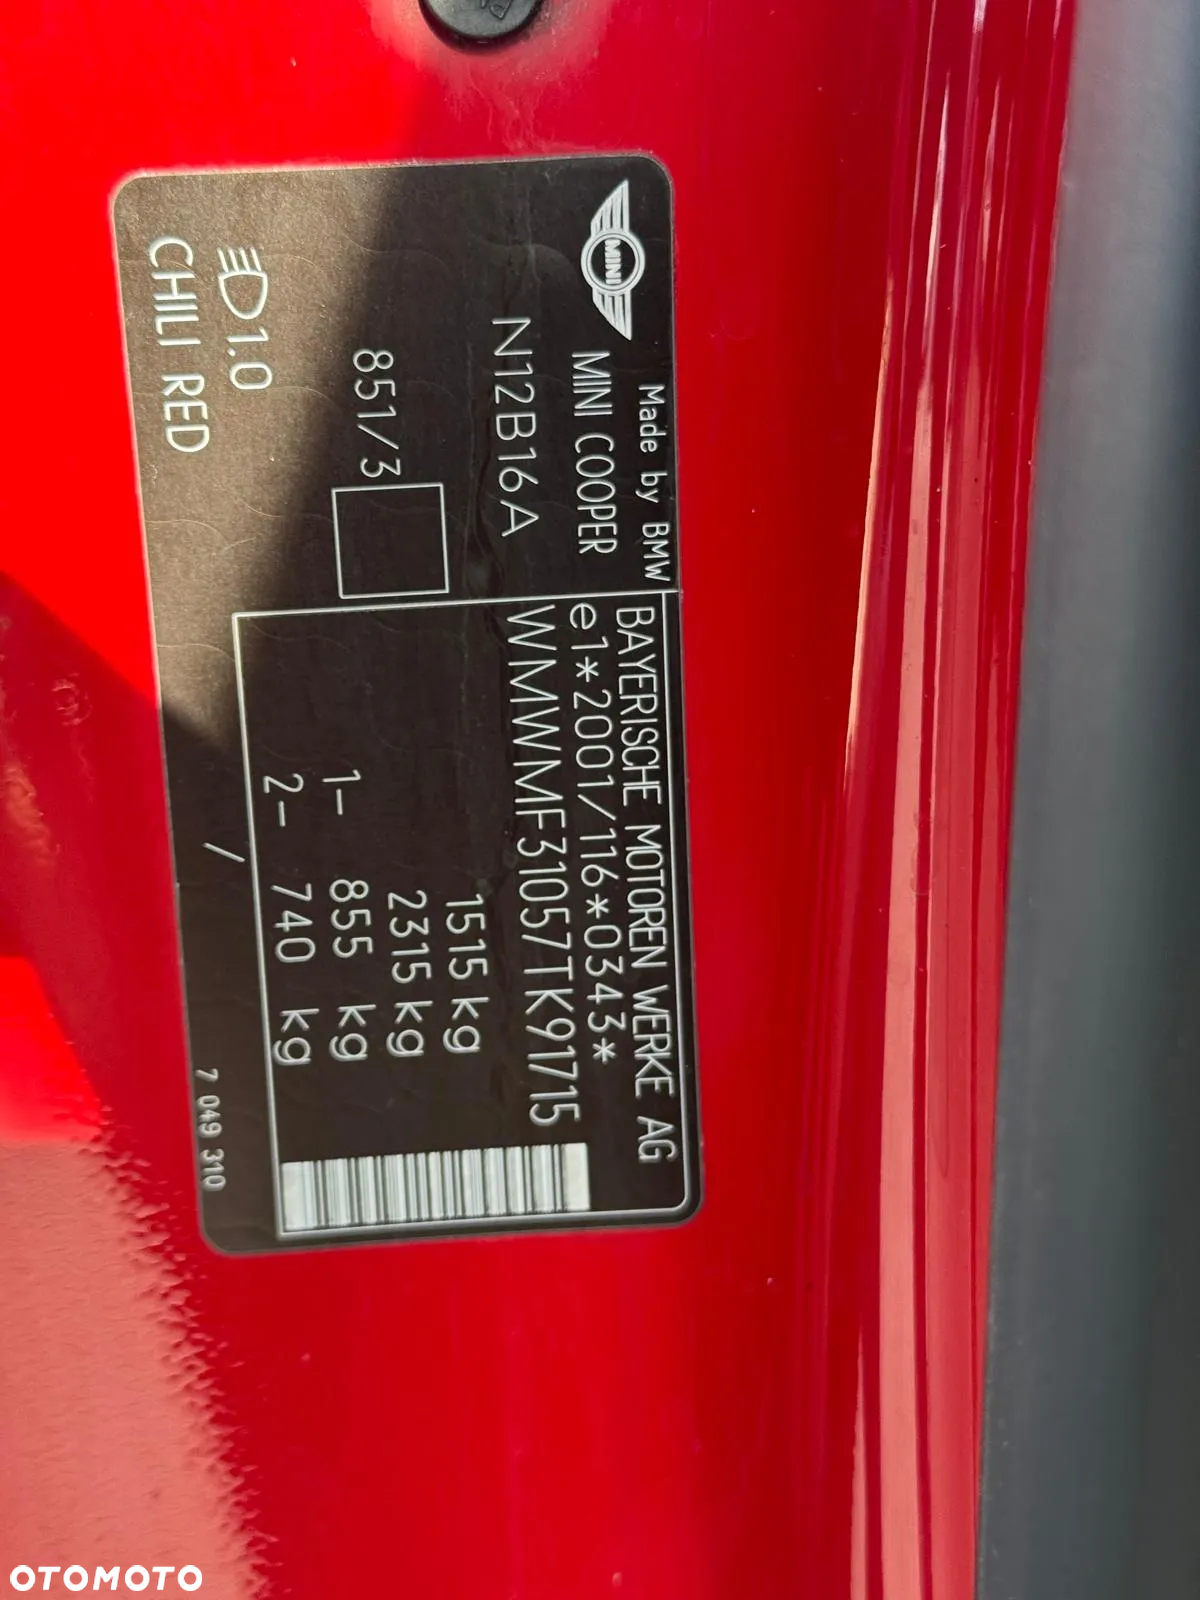 MINI
Made by BMW
MINI COOPER
N12B16A
851/3
1.0
CHILI RED
BAYERISCHE MOTOREN WERKE AG
e1*2001/116*0343*
WMWMF31057TK91715
1515 kg
2315 kg
1- 855 kg
2- 740 kg
/
7 049 310
OTOMOTO